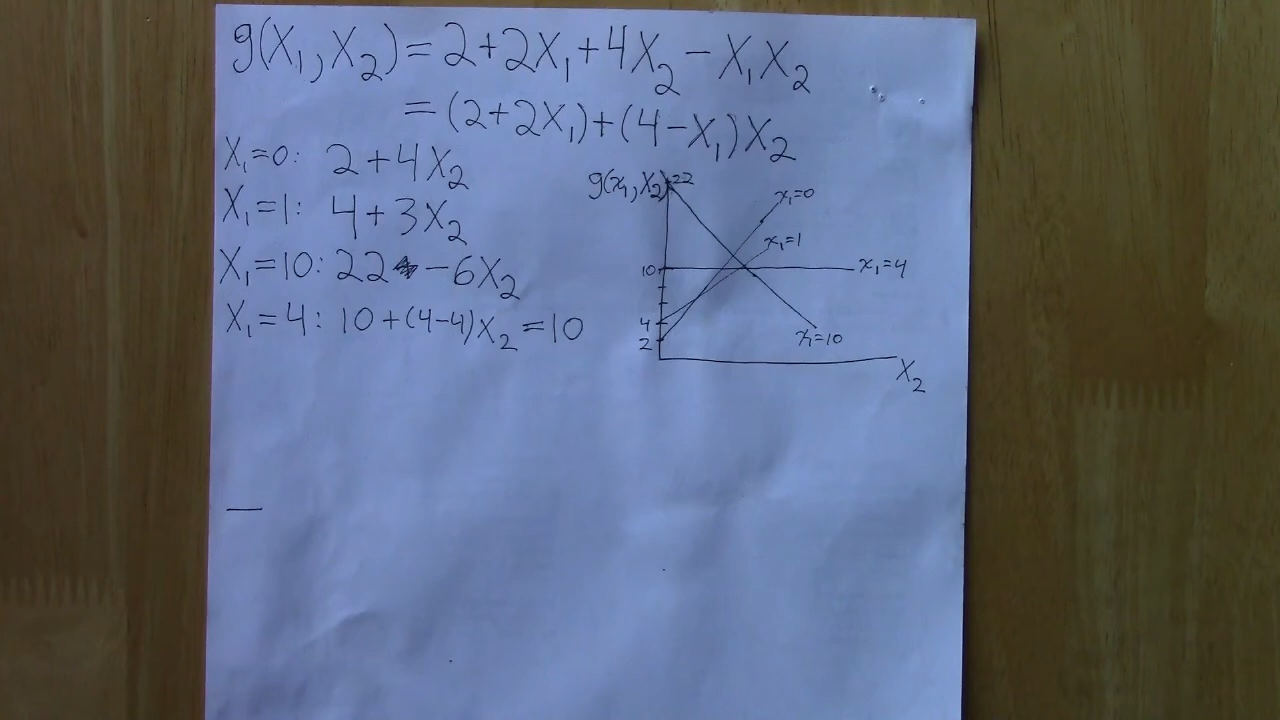 g(X₁, X₂) = 2 + 2X₁ + 4X₂ − X₁X₂
= (2+2X₁) + (4−X₁)X₂
X₁=0: 2+4X₂
X₁=1: 4+3X₂
X₁=10: 22 −6X₂
X₁=4: 10+(4−4)X₂ = 10
g(x₁, X₂) 22
x₁=0
x₁=1
10
x₁=4
4
x₁=10
2
X₂